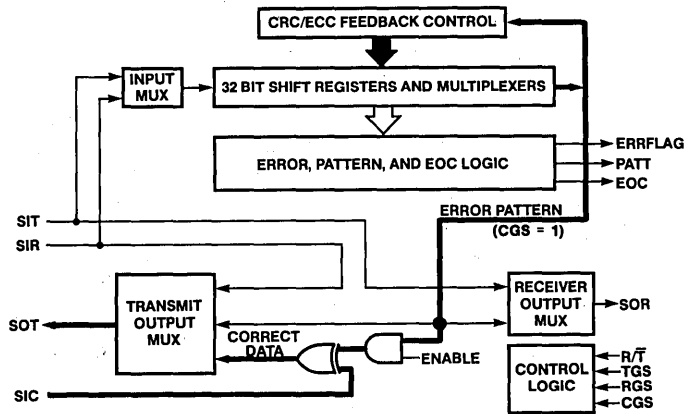 CRC/ECC FEEDBACK CONTROL
INPUT
MUX
32 BIT SHIFT REGISTERS AND MULTIPLEXERS
ERROR, PATTERN, AND EOC LOGIC
ERRFLAG
PATT
EOC
ERROR PATTERN
(CGS = 1)
SIT
SIR
TRANSMIT
OUTPUT
MUX
RECEIVER
OUTPUT
MUX
SOR
SOT
CORRECT
DATA
ENABLE
SIC
CONTROL
LOGIC
R/T̅
TGS
RGS
CGS